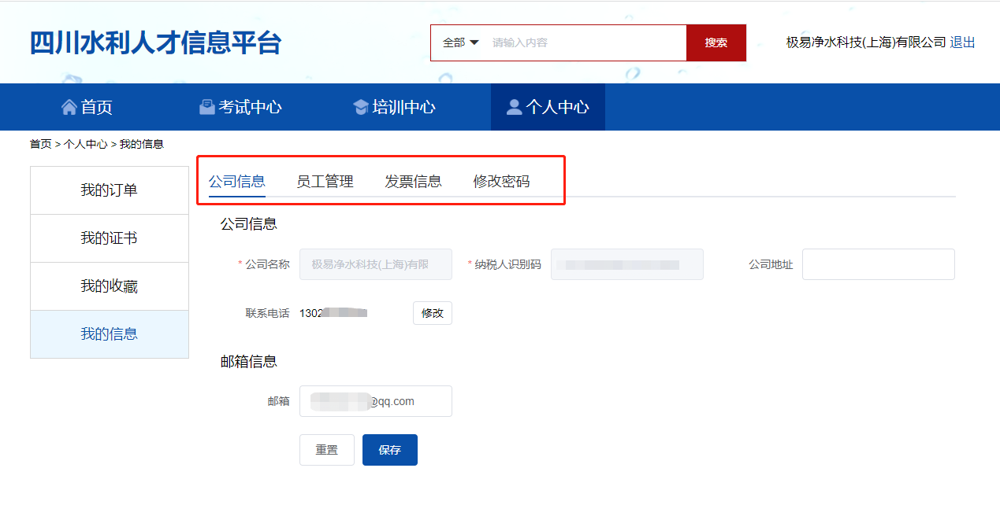 四川水利人才信息平台
全部 请输入内容 搜索
极易净水科技(上海)有限公司 退出
首页 考试中心 培训中心 个人中心
首页 > 个人中心 > 我的信息
我的订单
我的证书
我的收藏
我的信息
公司信息 员工管理 发票信息 修改密码
公司信息
* 公司名称 极易净水科技(上海)有限 * 纳税人识别码 公司地址
联系电话 1302 修改
邮箱信息
邮箱 @qq.com
重置 保存